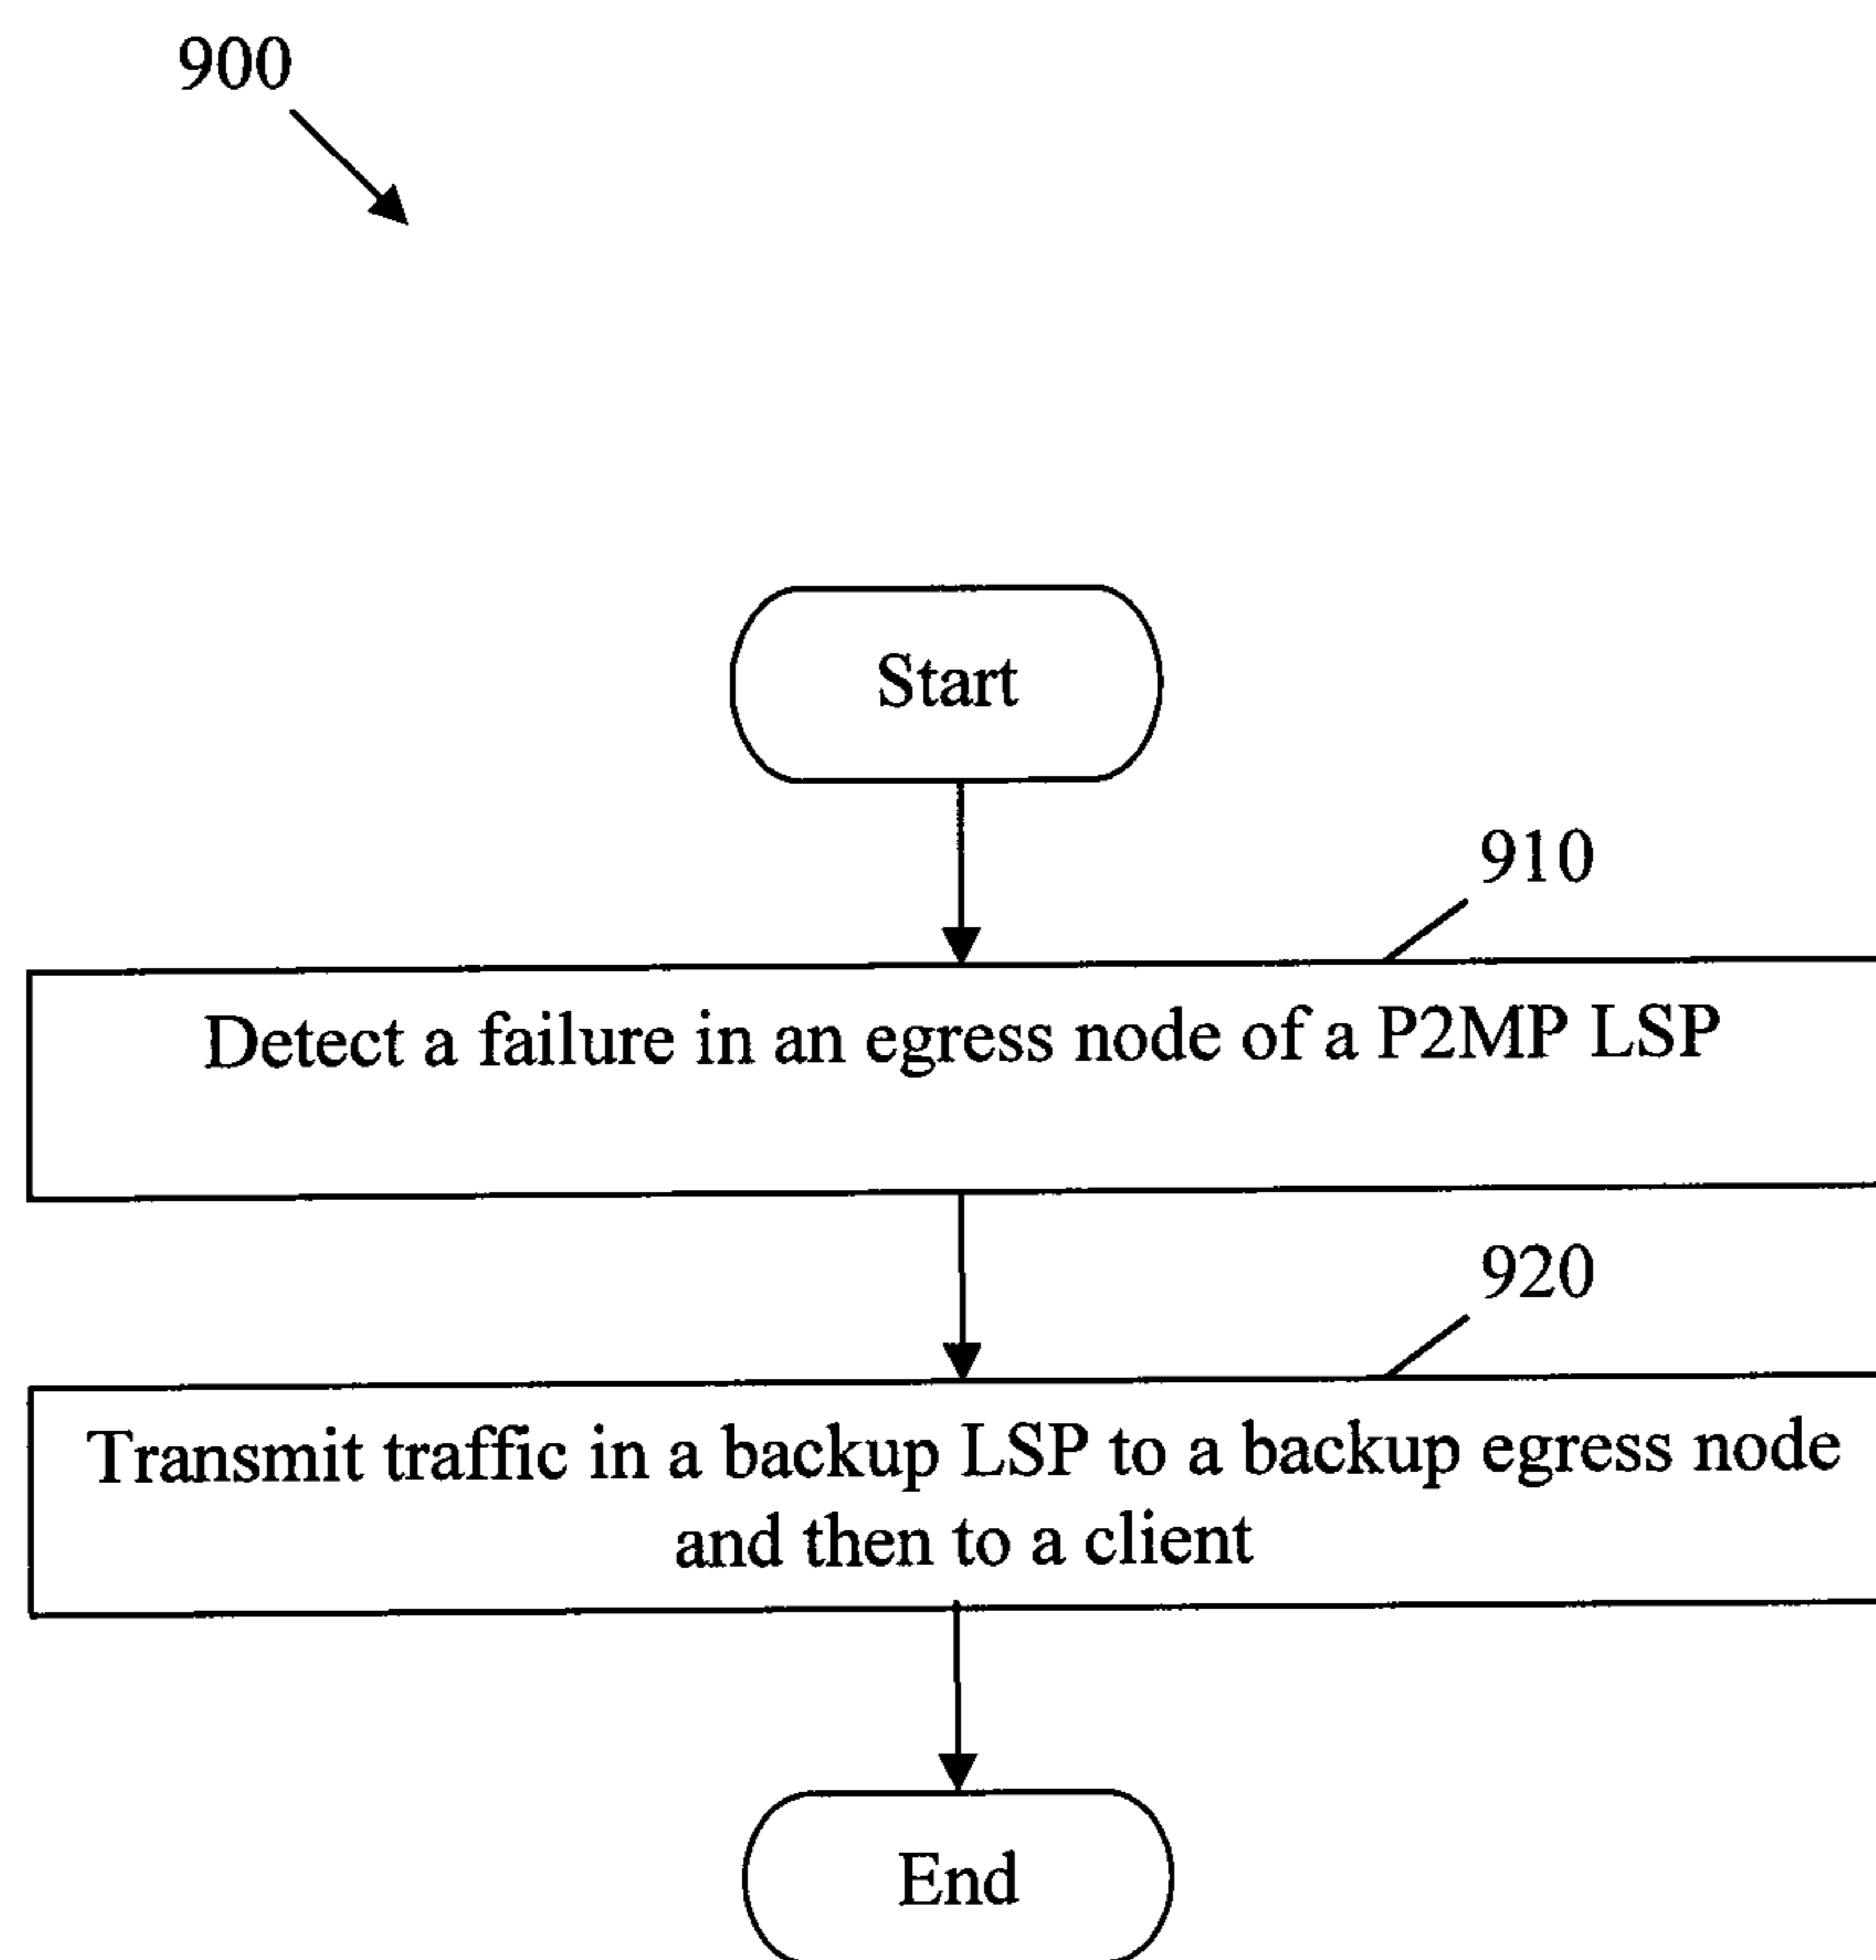 900
Start
910
Detect a failure in an egress node of a P2MP LSP
920
Transmit traffic in a backup LSP to a backup egress node
and then to a client
End